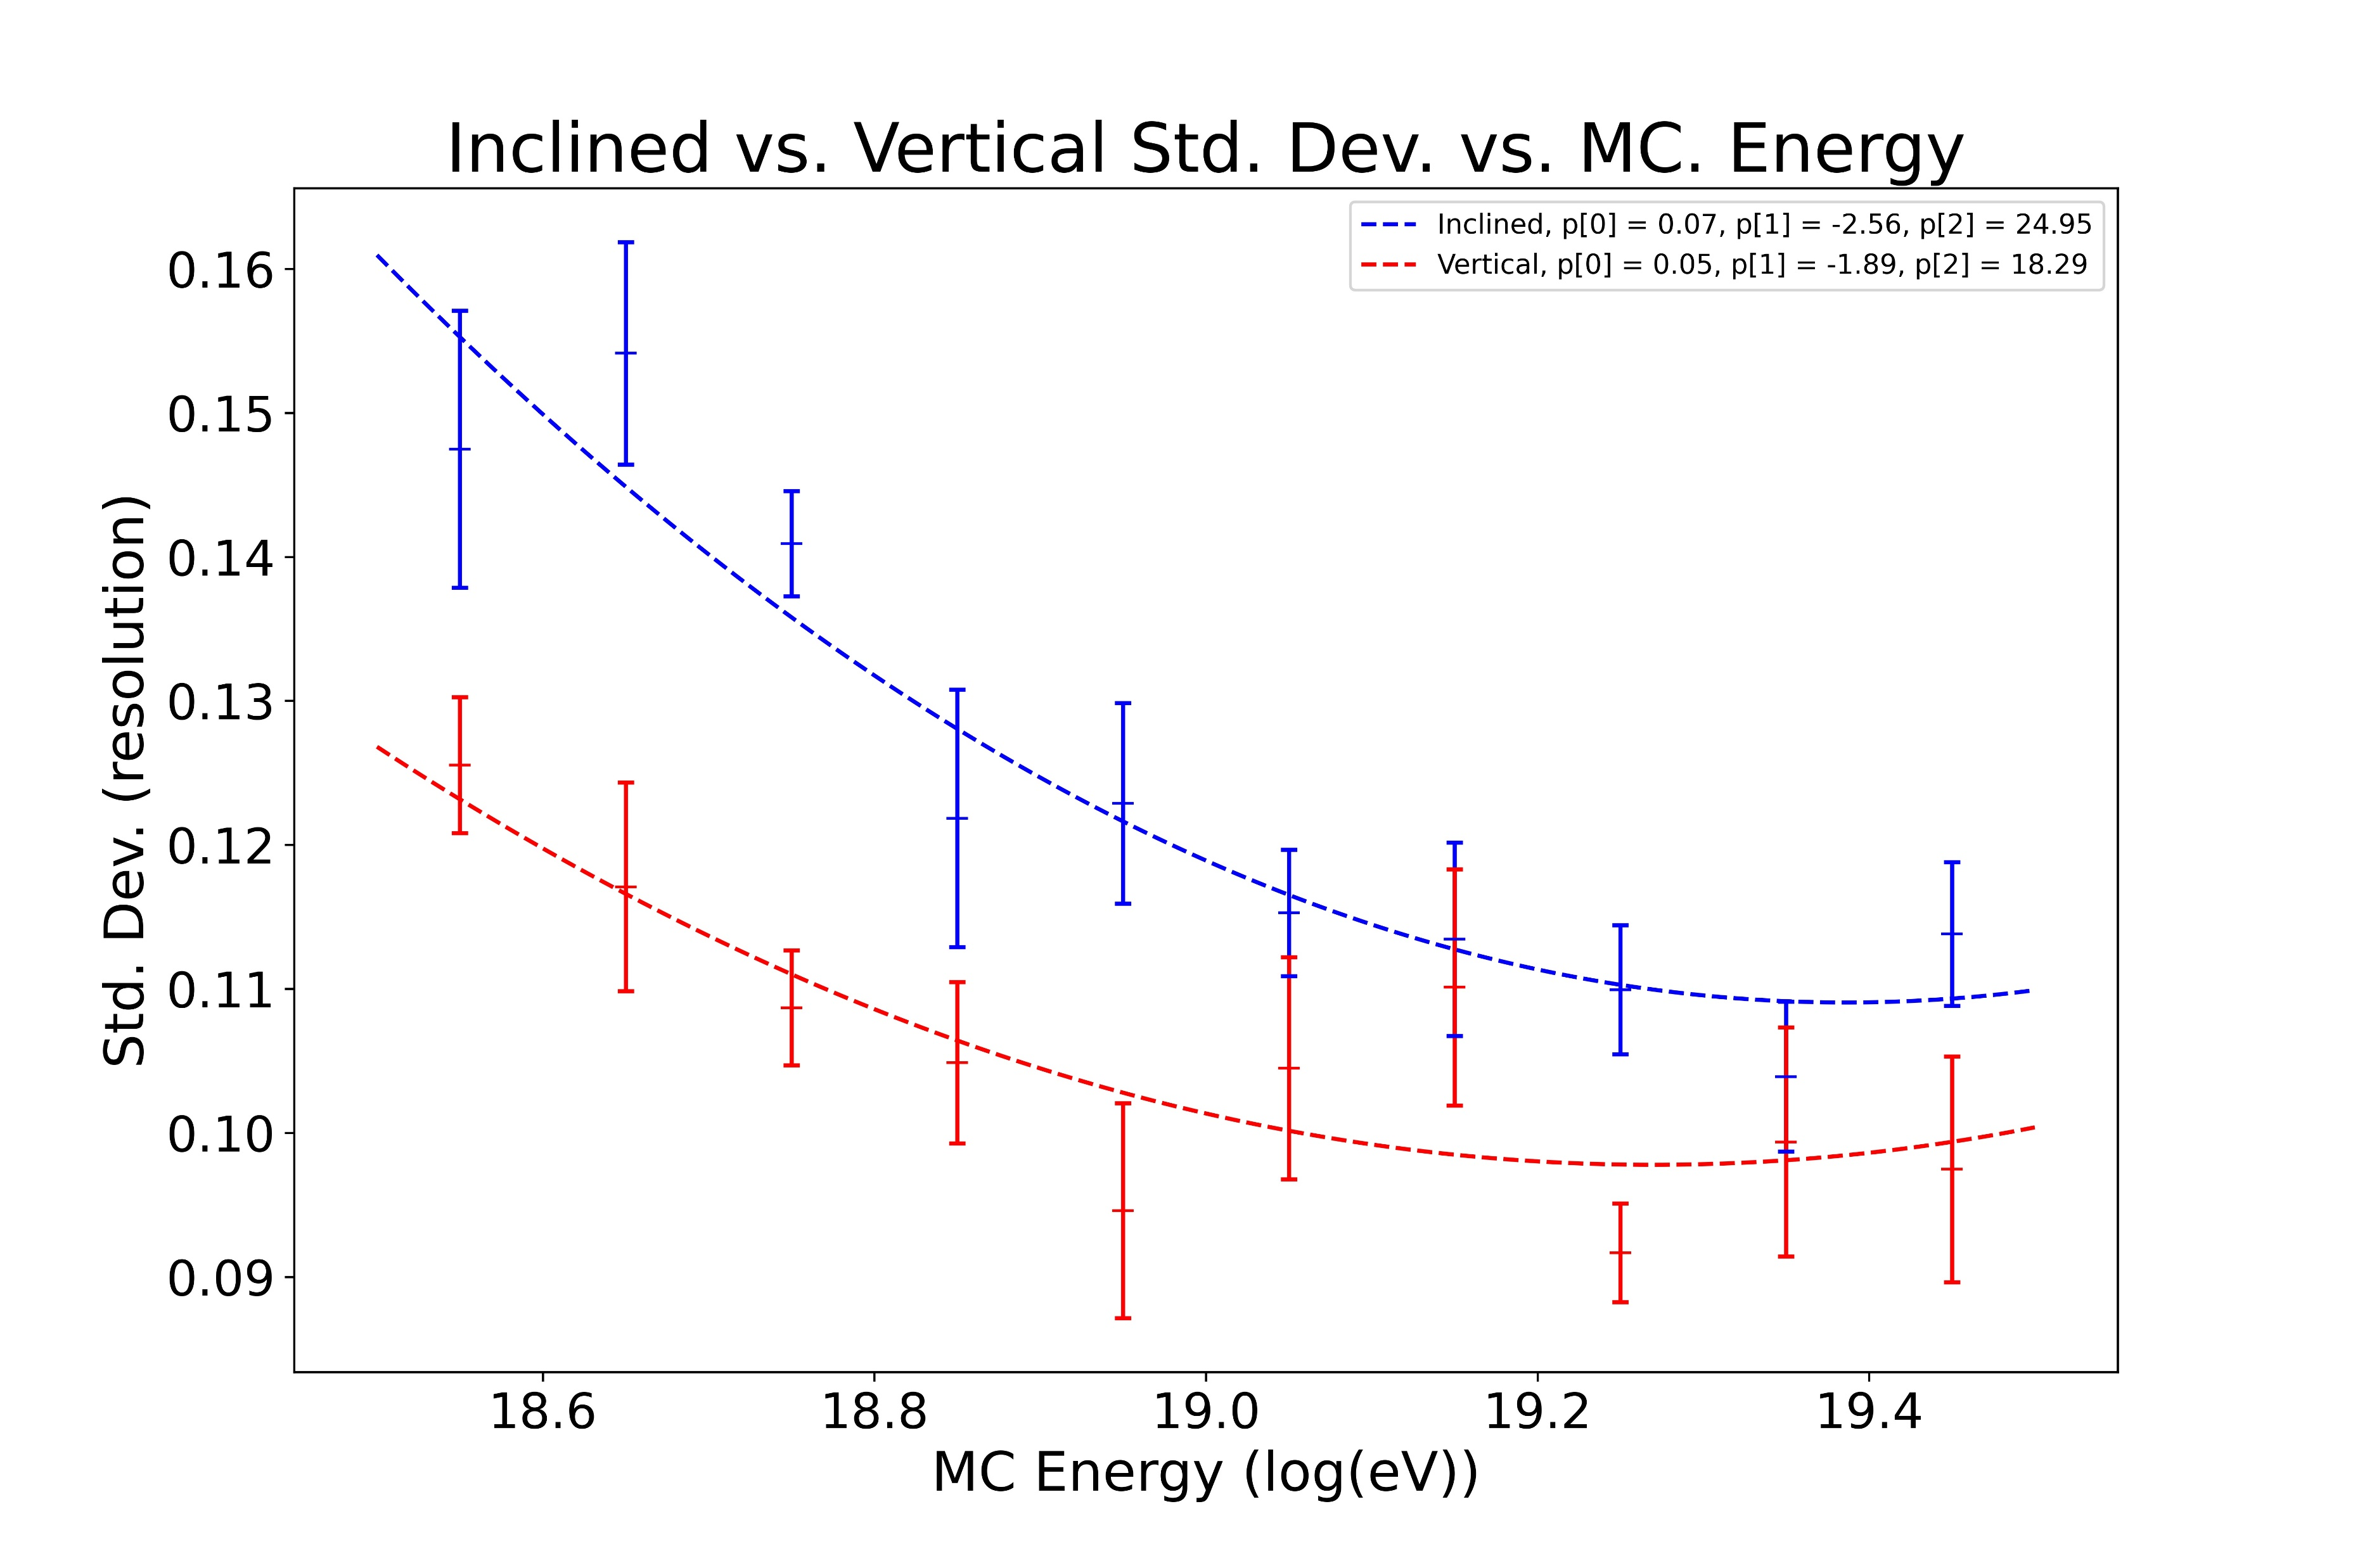 Inclined vs. Vertical Std. Dev. vs. MC. Energy
Inclined, p[0] = 0.07, p[1] = -2.56, p[2] = 24.95
Vertical, p[0] = 0.05, p[1] = -1.89, p[2] = 18.29
Std. Dev. (resolution)
0.16
0.15
0.14
0.13
0.12
0.11
0.10
0.09
18.6 18.8 19.0 19.2 19.4
MC Energy (log(eV))